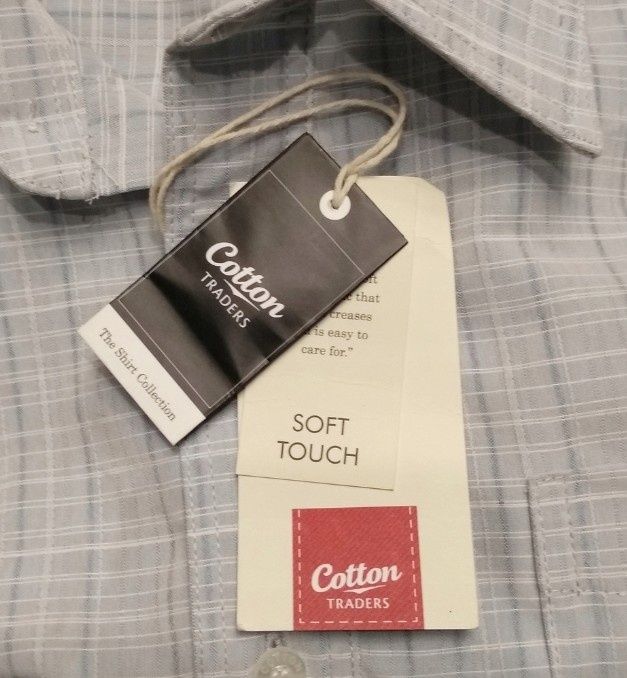 Cotton
TRADERS
The Shirt Collection
that
creases
is easy to
care for."
SOFT
TOUCH
Cotton
TRADERS